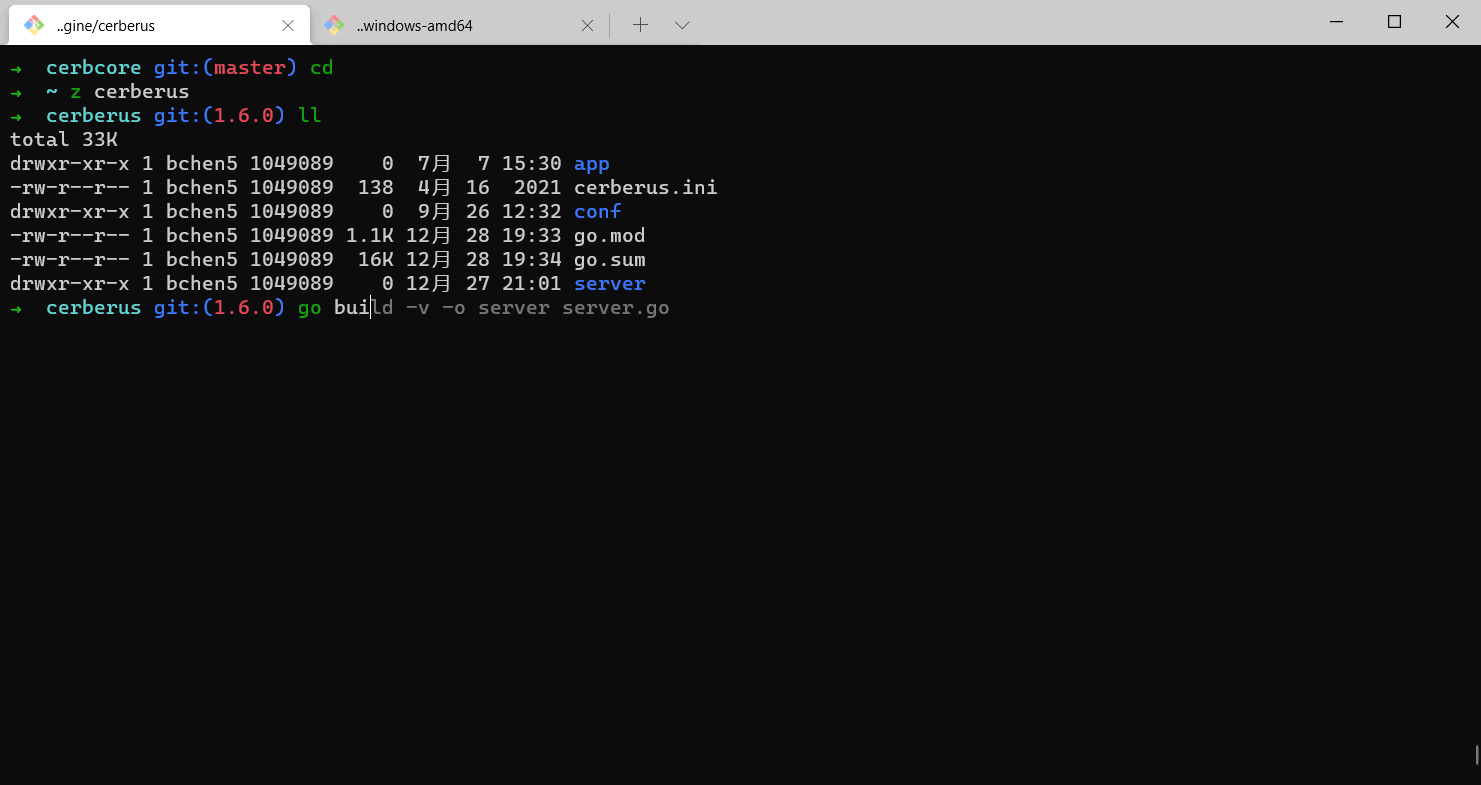 ..gine/cerberus ..windows-amd64
→ cerbcore git:(master) cd
→ ~ z cerberus
→ cerberus git:(1.6.0) ll
total 33K
drwxr-xr-x 1 bchen5 1049089    0  7月  7 15:30 app
-rw-r--r-- 1 bchen5 1049089  138  4月 16  2021 cerberus.ini
drwxr-xr-x 1 bchen5 1049089    0  9月 26 12:32 conf
-rw-r--r-- 1 bchen5 1049089 1.1K 12月 28 19:33 go.mod
-rw-r--r-- 1 bchen5 1049089  16K 12月 28 19:34 go.sum
drwxr-xr-x 1 bchen5 1049089    0 12月 27 21:01 server
→ cerberus git:(1.6.0) go build -v -o server server.go